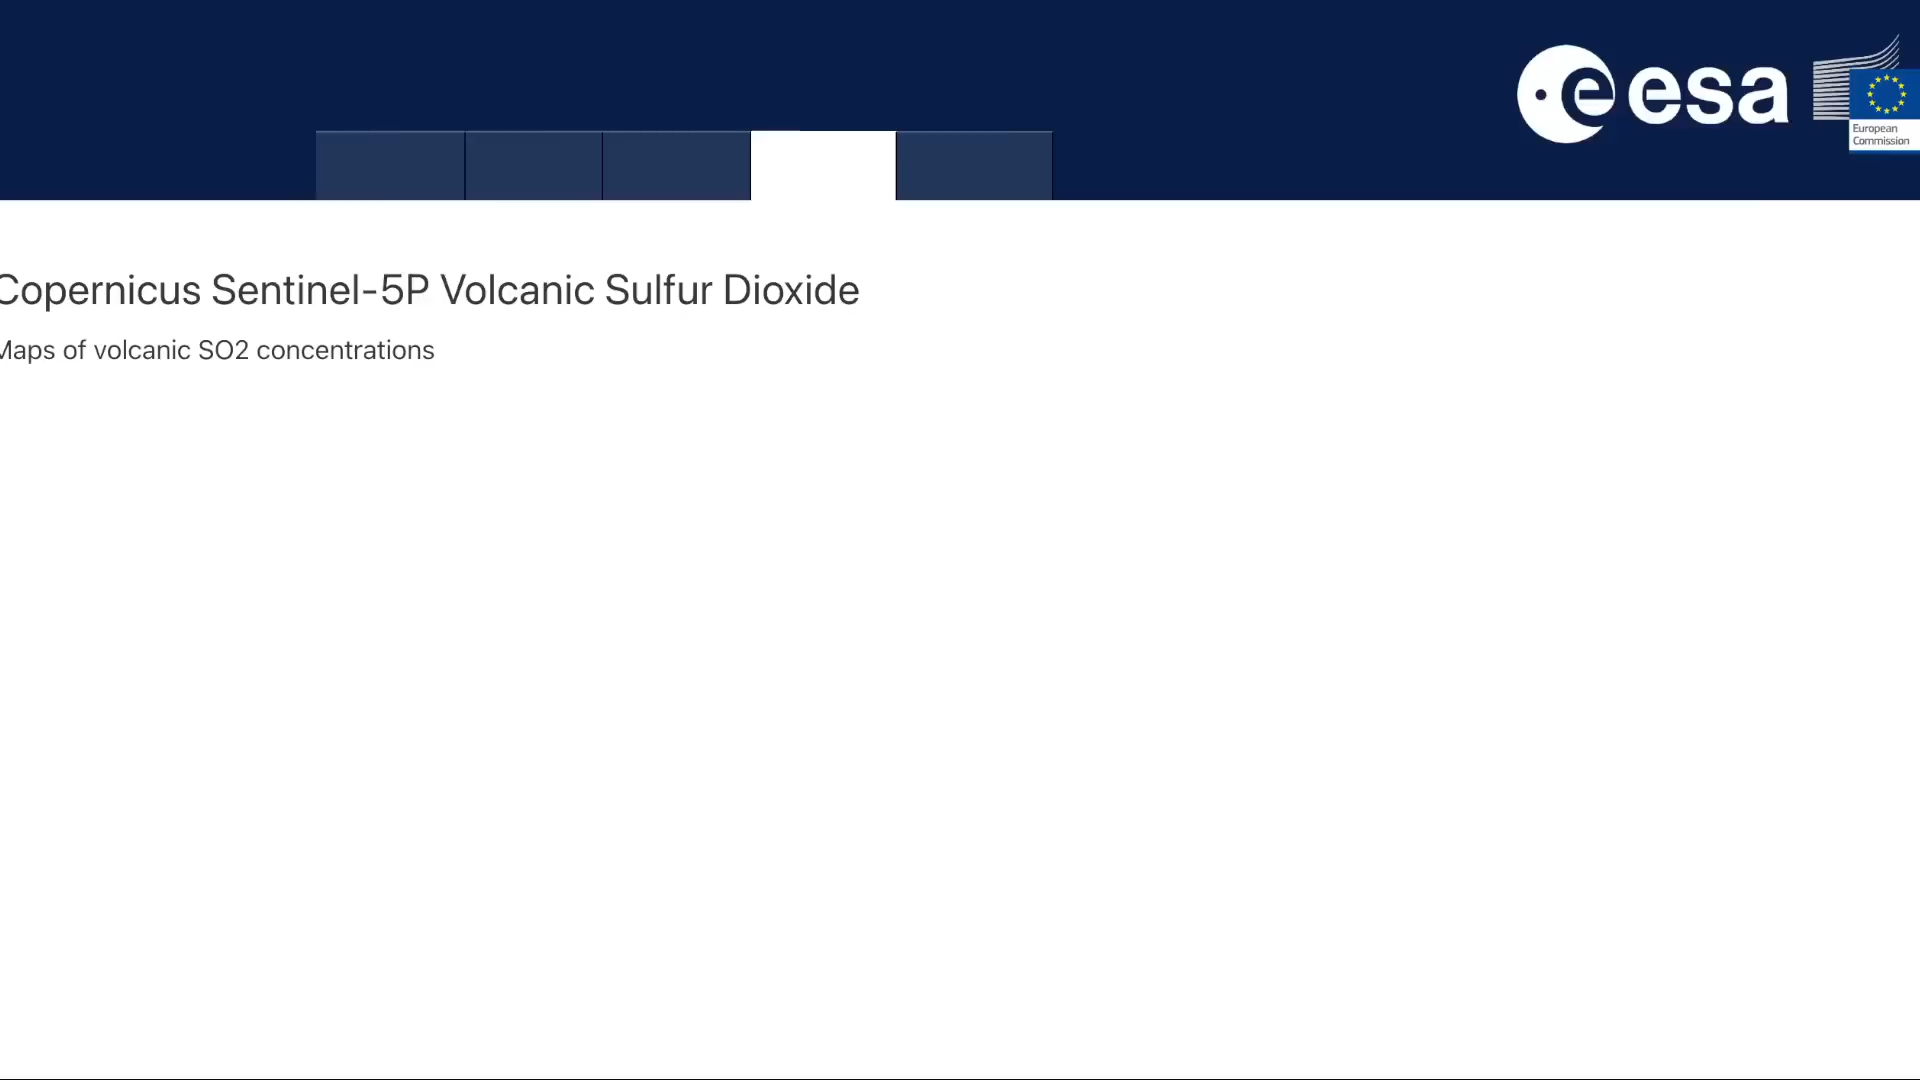 esa
European
Commission
Copernicus Sentinel-5P Volcanic Sulfur Dioxide
Maps of volcanic SO2 concentrations